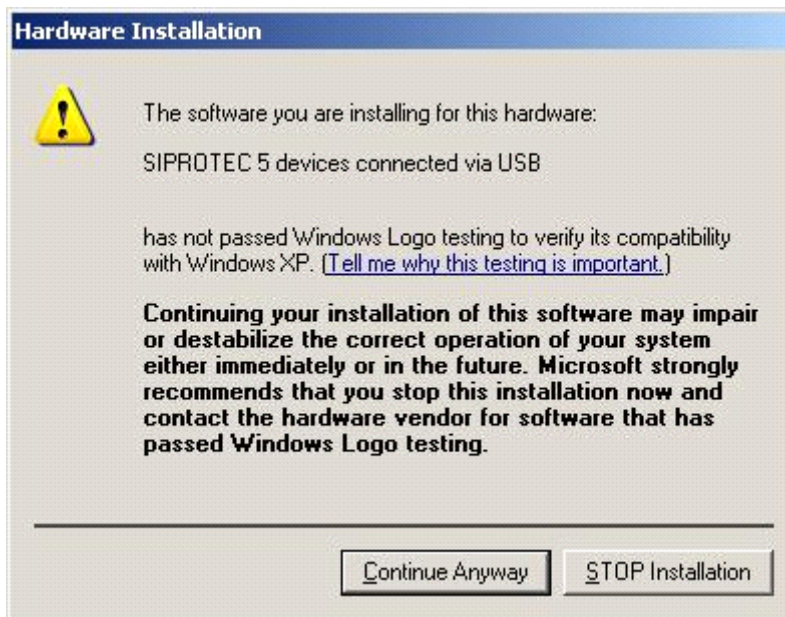 Hardware Installation
The software you are installing for this hardware:
SIPROTEC 5 devices connected via USB
has not passed Windows Logo testing to verify its compatibility
with Windows XP. (Tell me why this testing is important.)
Continuing your installation of this software may impair
or destabilize the correct operation of your system
either immediately or in the future. Microsoft strongly
recommends that you stop this installation now and
contact the hardware vendor for software that has
passed Windows Logo testing.
Continue Anyway
STOP Installation